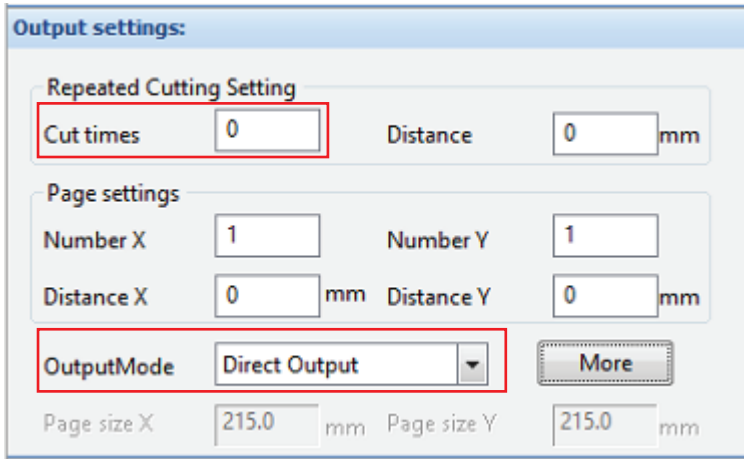 Output settings:
Repeated Cutting Setting
Cut times 0 Distance 0 mm
Page settings
Number X 1 Number Y 1
Distance X 0 mm Distance Y 0 mm
OutputMode Direct Output More
Page size X 215.0 mm Page size Y 215.0 mm